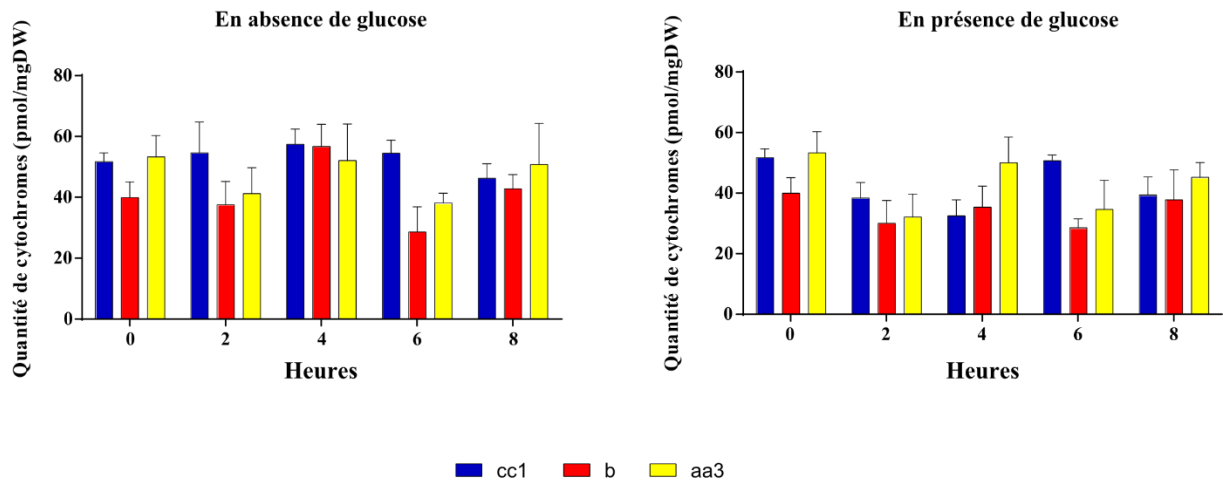 En absence de glucose
Quantité de cytochromes (pmol/mgDW)
80
60
40
20
0
0 2 4 6 8
Heures
En présence de glucose
Quantité de cytochromes (pmol/mgDW)
80
60
40
20
0
0 2 4 6 8
Heures
cc1 b aa3